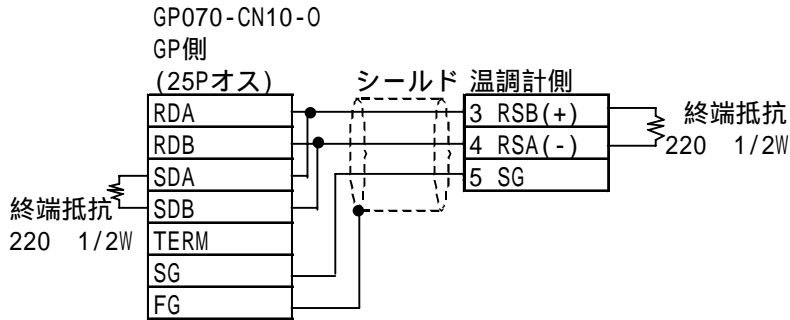 GP070-CN10-O
GP側
(25Pオス)
シールド 温調計側
RDA
RDB
SDA
SDB
TERM
SG
FG
3 RSB(+)
4 RSA(-)
5 SG
終端抵抗
220 1/2W
終端抵抗
220 1/2W